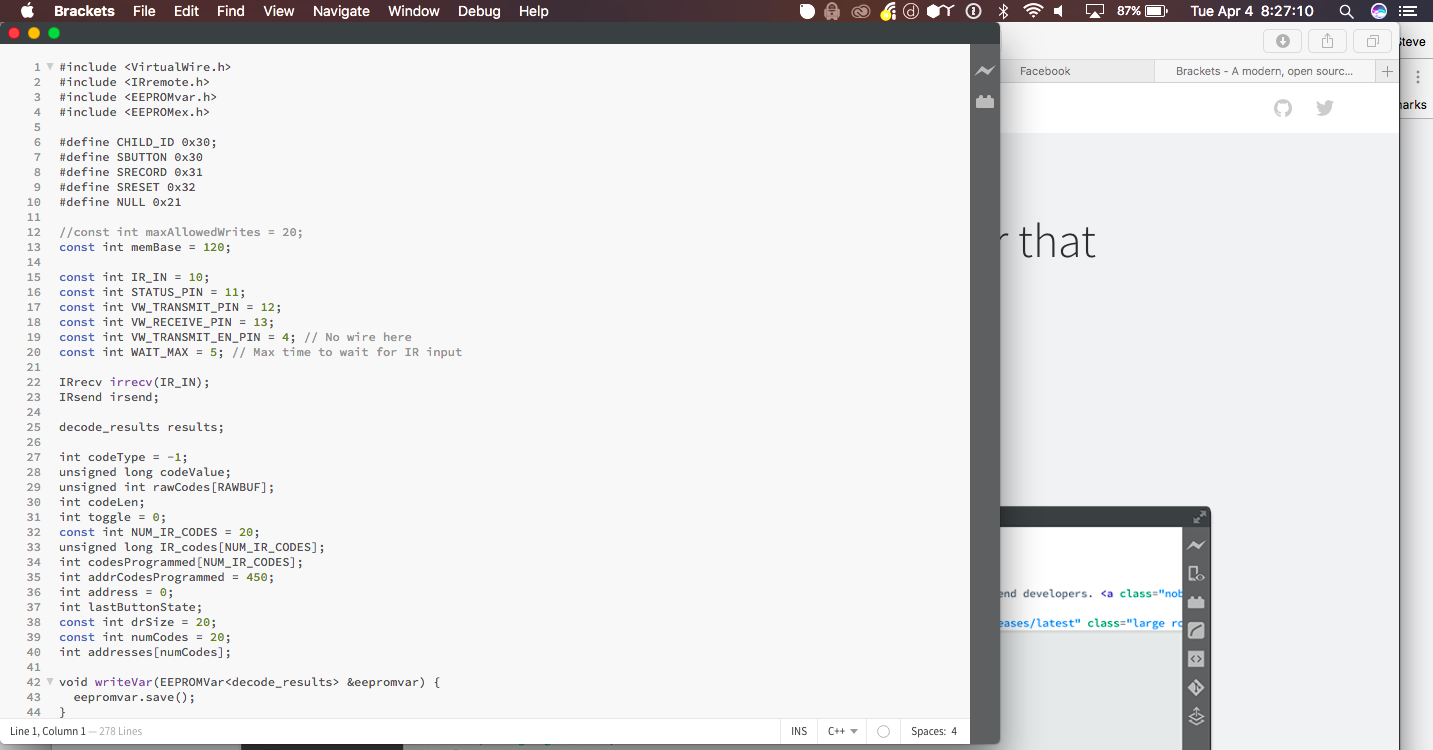 Brackets File Edit Find View Navigate Window Debug Help 87% Tue Apr 4 8:27:10
Steve
Facebook
Brackets - A modern, open sourc...
arks
r that
1 #include <VirtualWire.h>
2 #include <IRremote.h>
3 #include <EEPROMvar.h>
4 #include <EEPROMex.h>
5
6 #define CHILD_ID 0x30;
7 #define SBUTTON 0x30
8 #define SRECORD 0x31
9 #define SRESET 0x32
10 #define NULL 0x21
11
12 //const int maxAllowedWrites = 20;
13 const int memBase = 120;
14
15 const int IR_IN = 10;
16 const int STATUS_PIN = 11;
17 const int VW_TRANSMIT_PIN = 12;
18 const int VW_RECEIVE_PIN = 13;
19 const int VW_TRANSMIT_EN_PIN = 4; // No wire here
20 const int WAIT_MAX = 5; // Max time to wait for IR input
21
22 IRrecv irrecv(IR_IN);
23 IRsend irsend;
24
25 decode_results results;
26
27 int codeType = -1;
28 unsigned long codeValue;
29 unsigned int rawCodes[RAWBUF];
30 int codeLen;
31 int toggle = 0;
32 const int NUM_IR_CODES = 20;
33 unsigned long IR_codes[NUM_IR_CODES];
34 int codesProgrammed[NUM_IR_CODES];
35 int addrCodesProgrammed = 450;
36 int address = 0;
37 int lastButtonState;
38 const int drSize = 20;
39 const int numCodes = 20;
40 int addresses[numCodes];
41
42 void writeVar(EEPROMVar<decode_results> &eepromvar) {
43 eepromvar.save();
44 }
end developers. <a class="nob
eases/latest" class="large ro
Line 1, Column 1 — 278 Lines
INS C++ Spaces: 4